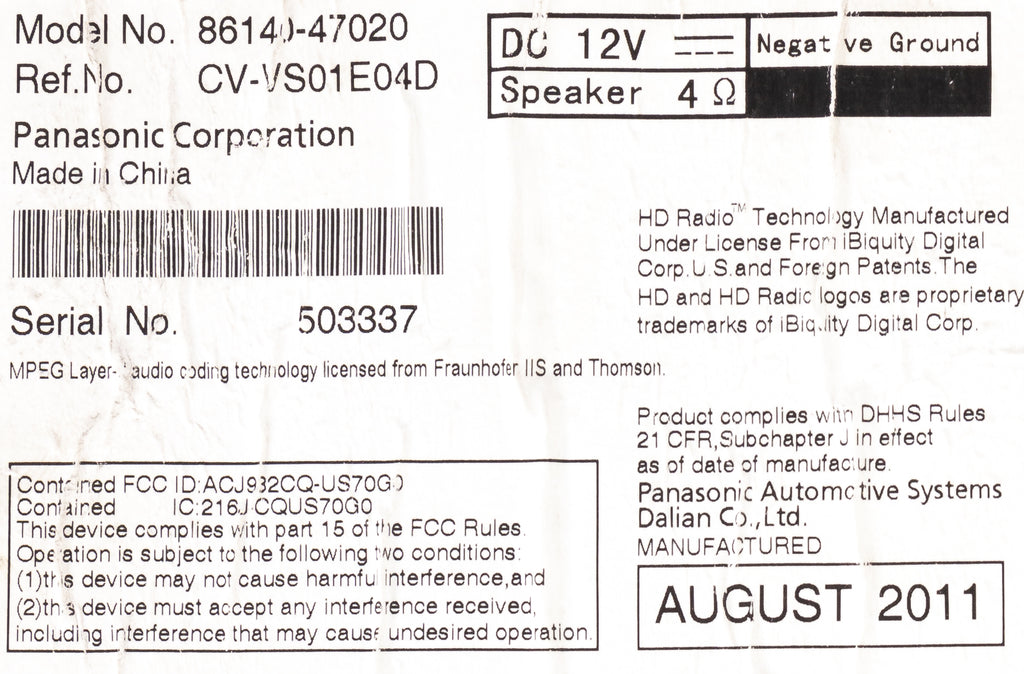 Model No. 86140-47020
Ref.No. CV-VS01E04D
Panasonic Corporation
Made in China
Serial No. 503337
DC 12V
Negative Ground
Speaker 4 Ω
HD Radio™ Technology Manufactured
Under License From iBiquity Digital
Corp.U.S.and Foreign Patents.The
HD and HD Radio logos are proprietary
trademarks of iBiquity Digital Corp.
MPEG Layer- audio coding technology licensed from Fraunhofer IIS and Thomson.
Product complies with DHHS Rules
21 CFR,Subchapter J in effect
as of date of manufacture.
Panasonic Automotive Systems
Dalian Co.,Ltd.
MANUFACTURED
AUGUST 2011
Contained FCC ID:ACJ932CQ-US70G0
Contained IC:216J-CQUS70G0
This device complies with part 15 of the FCC Rules.
Operation is subject to the following two conditions:
(1)this device may not cause harmful interference,and
(2)this device must accept any interference received,
including interference that may cause undesired operation.